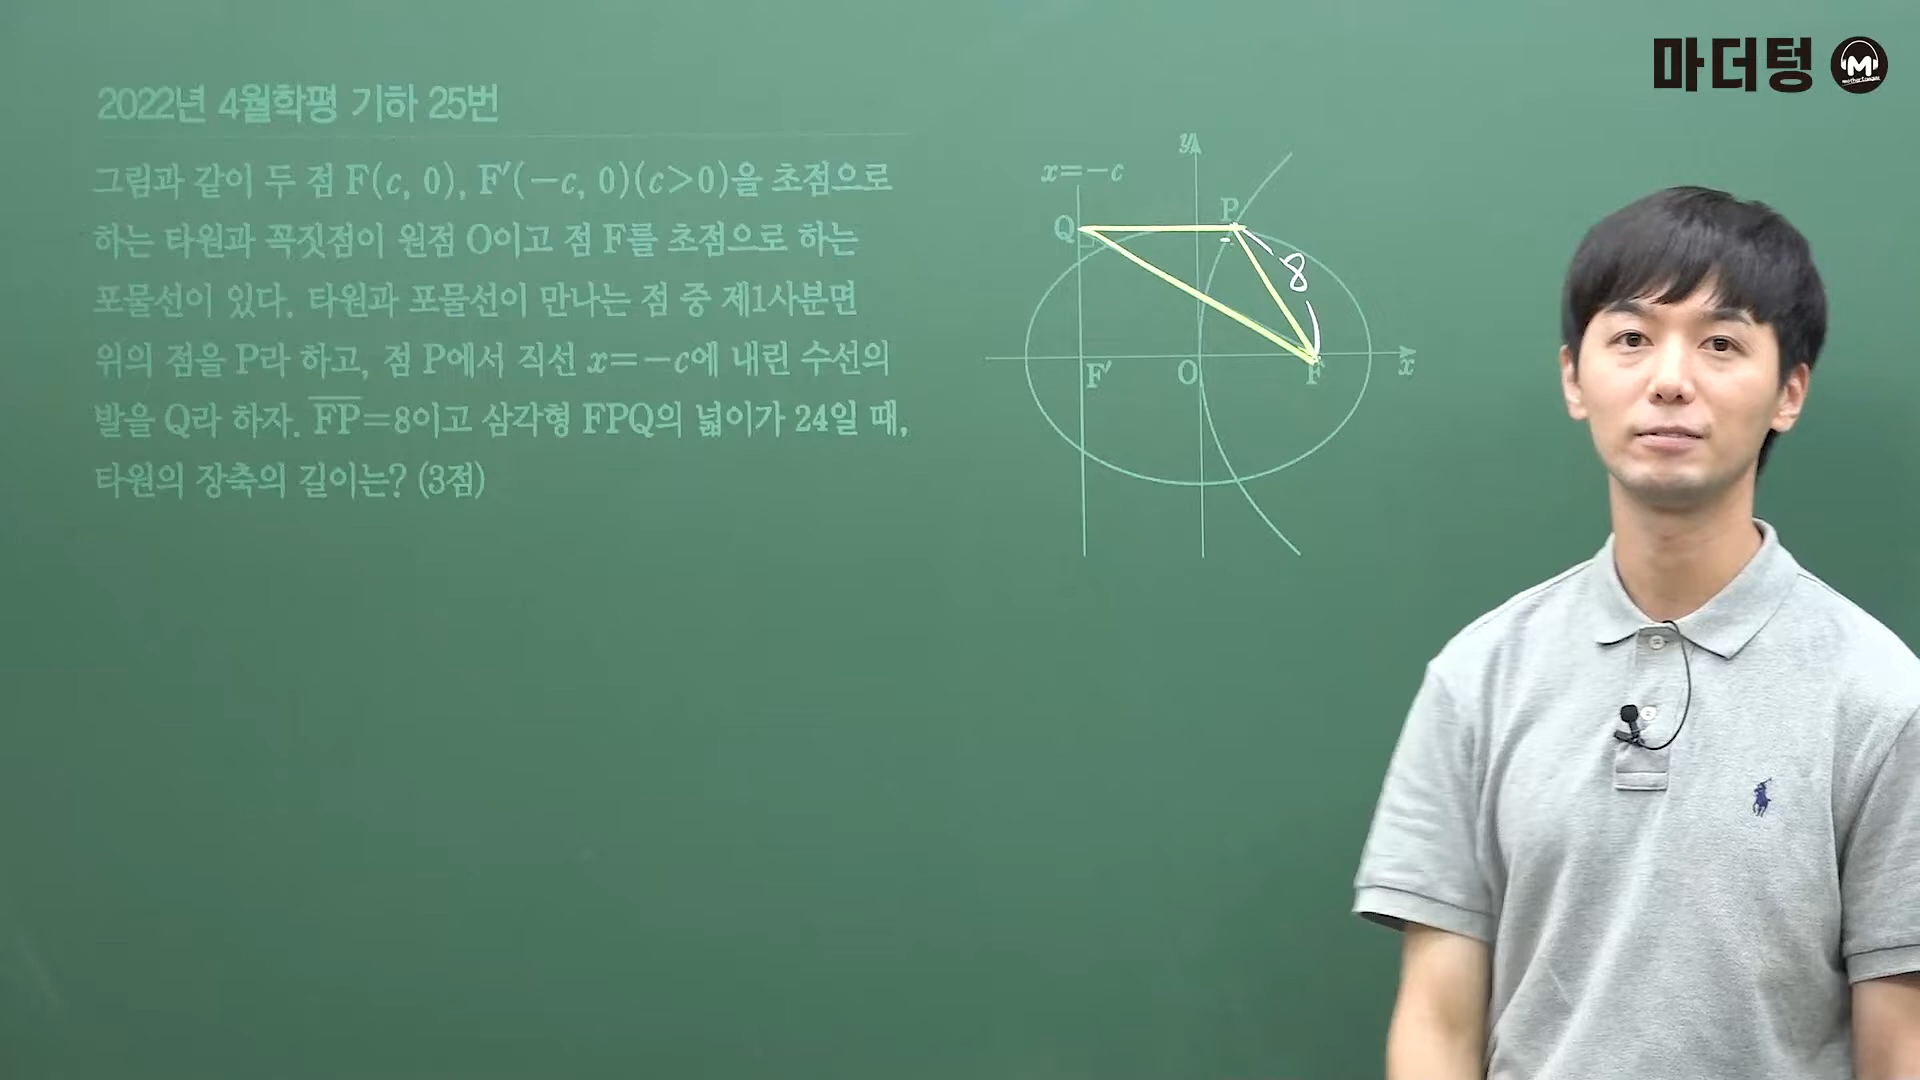 마더텅
M
2022년 4월학평 기하 25번
그림과 같이 두 점 F(c, 0), F′(−c, 0)(c>0)을 초점으로
하는 타원과 꼭짓점이 원점 O이고 점 F를 초점으로 하는
포물선이 있다. 타원과 포물선이 만나는 점 중 제1사분면
위의 점을 P라 하고, 점 P에서 직선 x=−c에 내린 수선의
발을 Q라 하자. F̅P̅=8이고 삼각형 FPQ의 넓이가 24일 때,
타원의 장축의 길이는? (3점)
y
x=−c
P
Q
8
F′
O
F
x